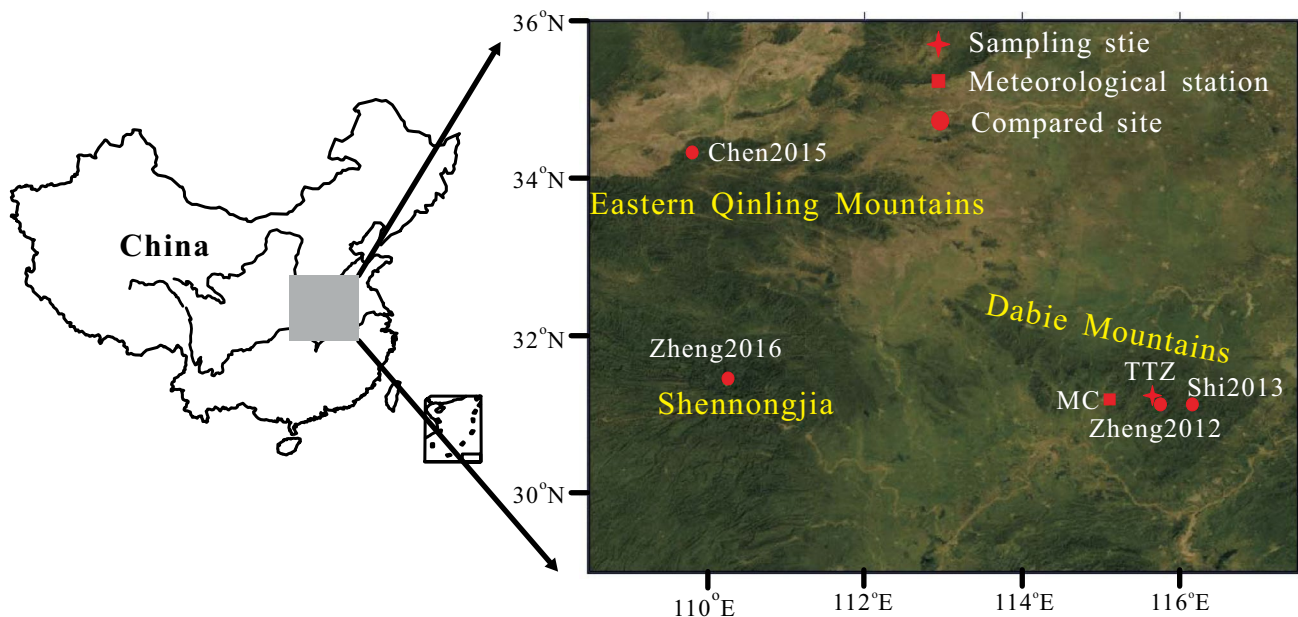 China
36°N
34°N
32°N
30°N
Sampling stie
Meteorological station
Compared site
Chen2015
Eastern Qinling Mountains
Dabie Mountains
Zheng2016
Shennongjia
TTZ
Shi2013
MC
Zheng2012
110°E
112°E
114°E
116°E